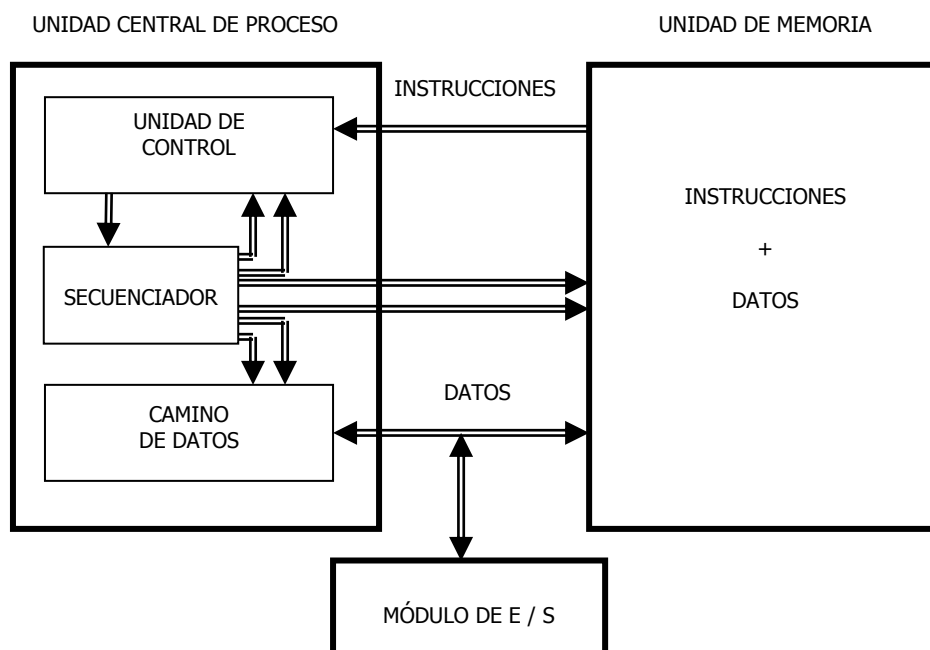 UNIDAD CENTRAL DE PROCESO
UNIDAD DE MEMORIA
INSTRUCCIONES
UNIDAD DE
CONTROL
INSTRUCCIONES
+
DATOS
SECUENCIADOR
DATOS
CAMINO
DE DATOS
MÓDULO DE E / S